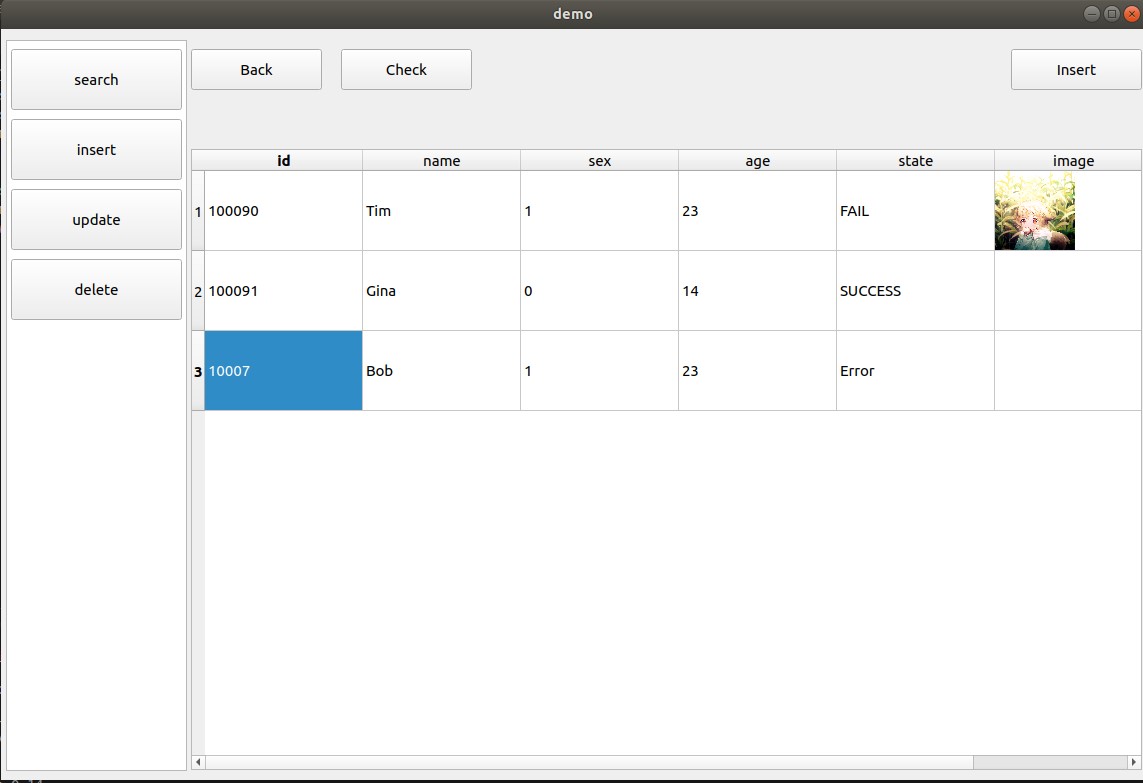 demo
search
insert
update
delete
Back Check Insert
id name sex age state image
1 100090 Tim 1 23 FAIL
2 100091 Gina 0 14 SUCCESS
3 10007 Bob 1 23 Error